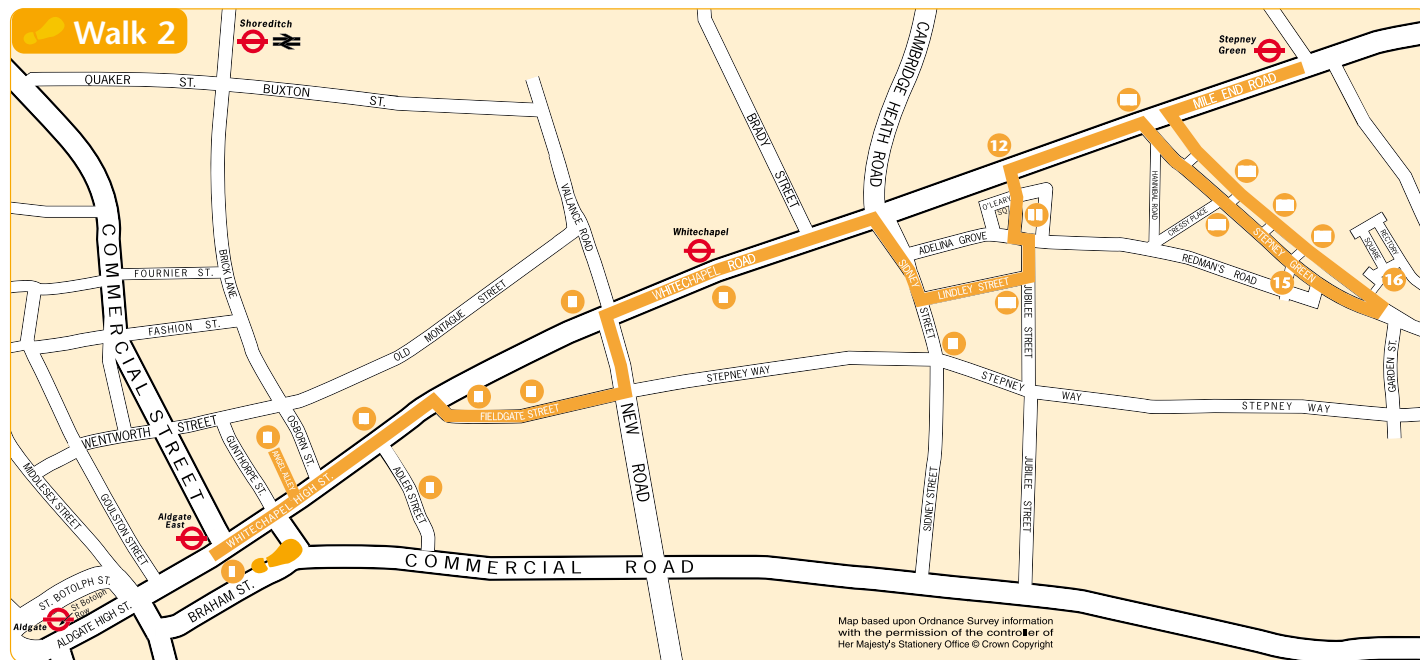 Walk 2
Shoreditch
Stepney
Green
QUAKER ST.
BUXTON ST.
CAMBRIDGE HEATH ROAD
MILE END ROAD
BRADY STREET
12
VALLANCE ROAD
HANNIBAL ROAD
O'LEARY
SQ.
CRESSY PLACE
COMMERCIAL STREET
Whitechapel
ADELINA GROVE
STEPNEY GREEN
RECTORY
SQUARE
BRICK LANE
WHITECHAPEL ROAD
SIDNEY
STREET
REDMAN'S ROAD
FOURNIER ST.
LINDLEY STREET
15
16
OLD MONTAGUE STREET
JUBILEE STREET
FASHION ST.
STEPNEY WAY
STEPNEY WAY
STEPNEY WAY
GARDEN ST.
FIELDGATE STREET
WENTWORTH STREET
OSBORN ST.
GUNTHORPE ST.
ANGEL ALLEY
NEW ROAD
MIDDLESEX STREET
GOULSTON STREET
ADLER STREET
SIDNEY STREET
JUBILEE STREET
WHITECHAPEL HIGH ST.
Aldgate
East
COMMERCIAL ROAD
ST. BOTOLPH ST.
St Botolph
Row
BRAHAM ST.
Aldgate
ALDGATE HIGH ST.
Map based upon Ordnance Survey information
with the permission of the controller of
Her Majesty's Stationery Office © Crown Copyright